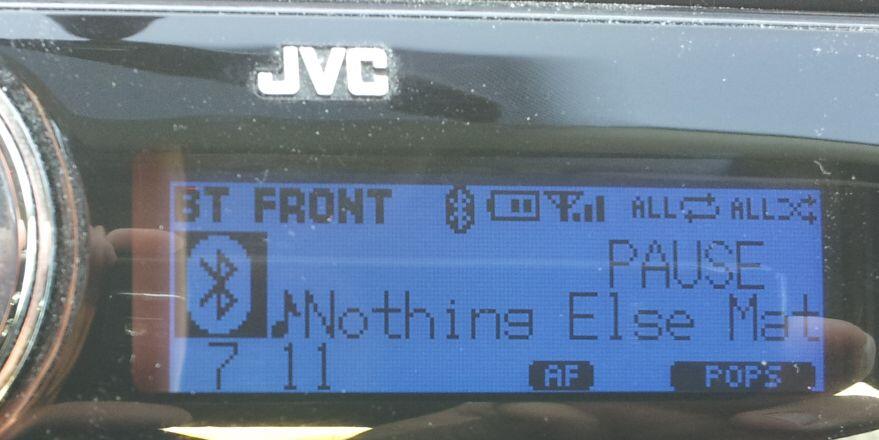 JVC
BT FRONT ALL ALL
PAUSE
Nothing Else Mat
7 11 AF POPS